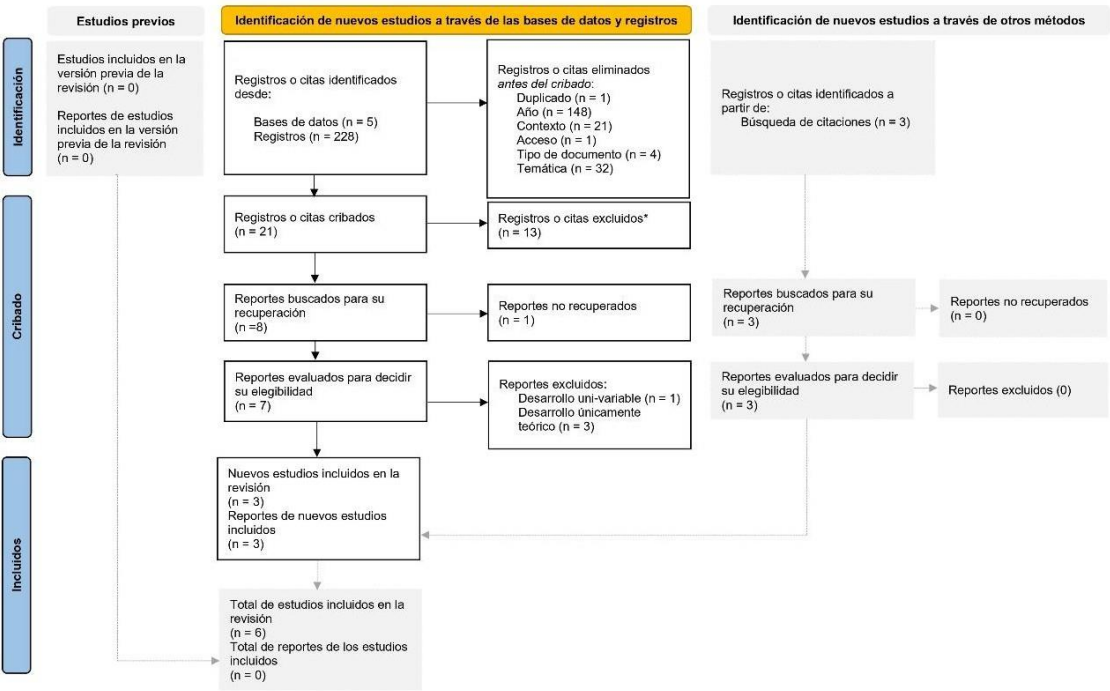 Estudios previos
Identificación de nuevos estudios a través de las bases de datos y registros
Identificación de nuevos estudios a través de otros métodos
Identificación
Estudios incluidos en la
versión previa de la
revisión (n = 0)
Reportes de estudios
incluidos en la versión
previa de la revisión
(n = 0)
Registros o citas identificados
desde:
Bases de datos (n = 5)
Registros (n = 228)
Registros o citas eliminados
antes del cribado:
Duplicado (n = 1)
Año (n = 148)
Contexto (n = 21)
Acceso (n = 1)
Tipo de documento (n = 4)
Temática (n = 32)
Registros o citas identificados a
partir de:
Búsqueda de citaciones (n = 3)
Cribado
Registros o citas cribados
(n = 21)
Registros o citas excluidos*
(n = 13)
Reportes buscados para su
recuperación
(n =8)
Reportes no recuperados
(n = 1)
Reportes buscados para su
recuperación
(n = 3)
Reportes no recuperados
(n = 0)
Reportes evaluados para decidir
su elegibilidad
(n = 7)
Reportes excluidos:
Desarrollo uni-variable (n = 1)
Desarrollo únicamente
teórico (n = 3)
Reportes evaluados para decidir
su elegibilidad
(n = 3)
Reportes excluidos (0)
Incluidos
Nuevos estudios incluidos en la
revisión
(n = 3)
Reportes de nuevos estudios
incluidos
(n = 3)
Total de estudios incluidos en la
revisión
(n = 6)
Total de reportes de los estudios
incluidos
(n = 0)